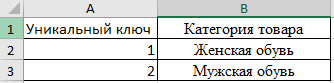 A B
1 Уникальный ключ Категория товара
2 1 Женская обувь
3 2 Мужская обувь